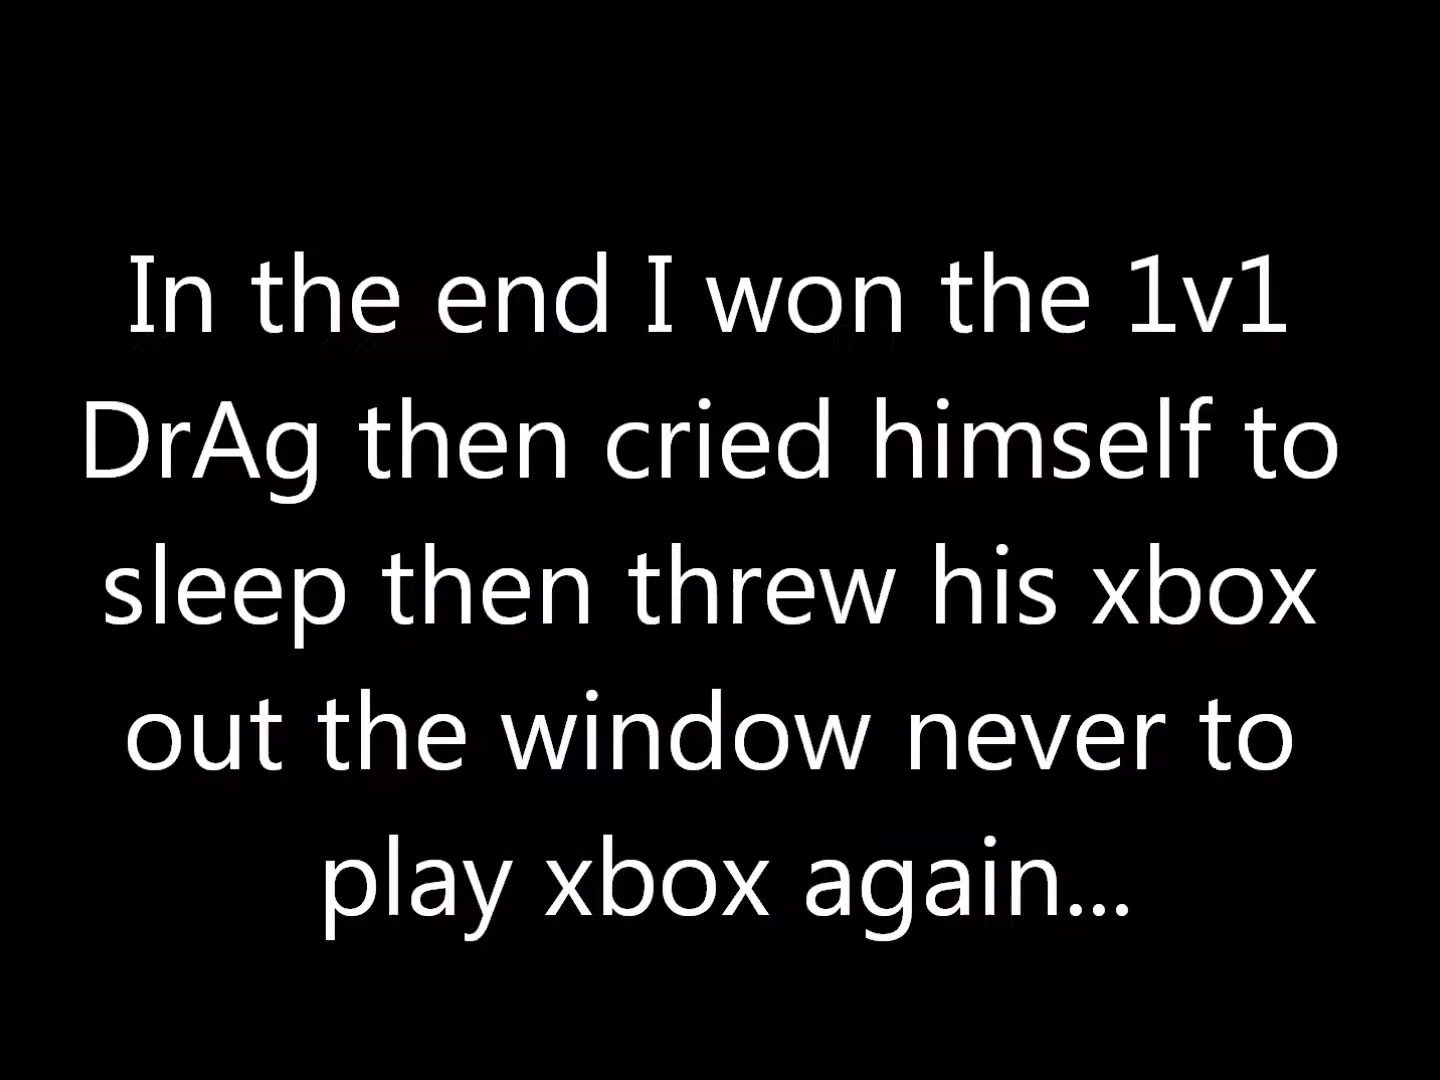 In the end I won the 1v1
DrAg then cried himself to
sleep then threw his xbox
out the window never to
play xbox again...